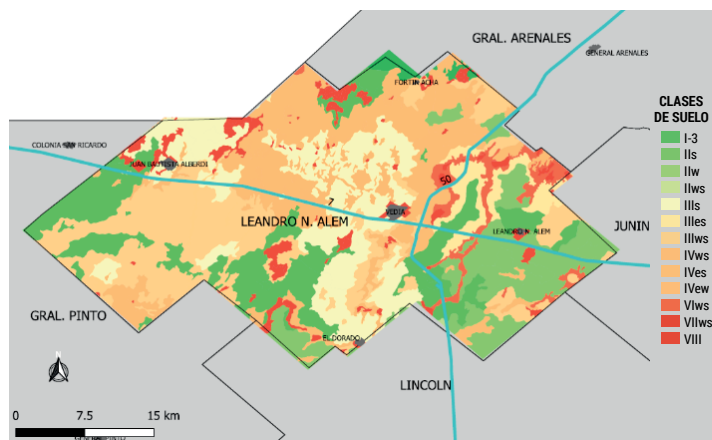 GRAL. ARENALES
GENERAL ARENALES
FORTIN ACHA
CLASES
DE SUELO
I-3
IIs
IIw
IIws
IIIs
IIIes
IIIws
IVws
IVes
IVew
VIws
VIIws
VIII
COLONIA
RICARDO
JUAN BAUTISTA ALBERDI
50
7
VEDIA
LEANDRO N. ALEM
LEANDRO N. ALEM
JUNIN
GRAL. PINTO
EL DORADO
N
LINCOLN
0 7.5 15 km